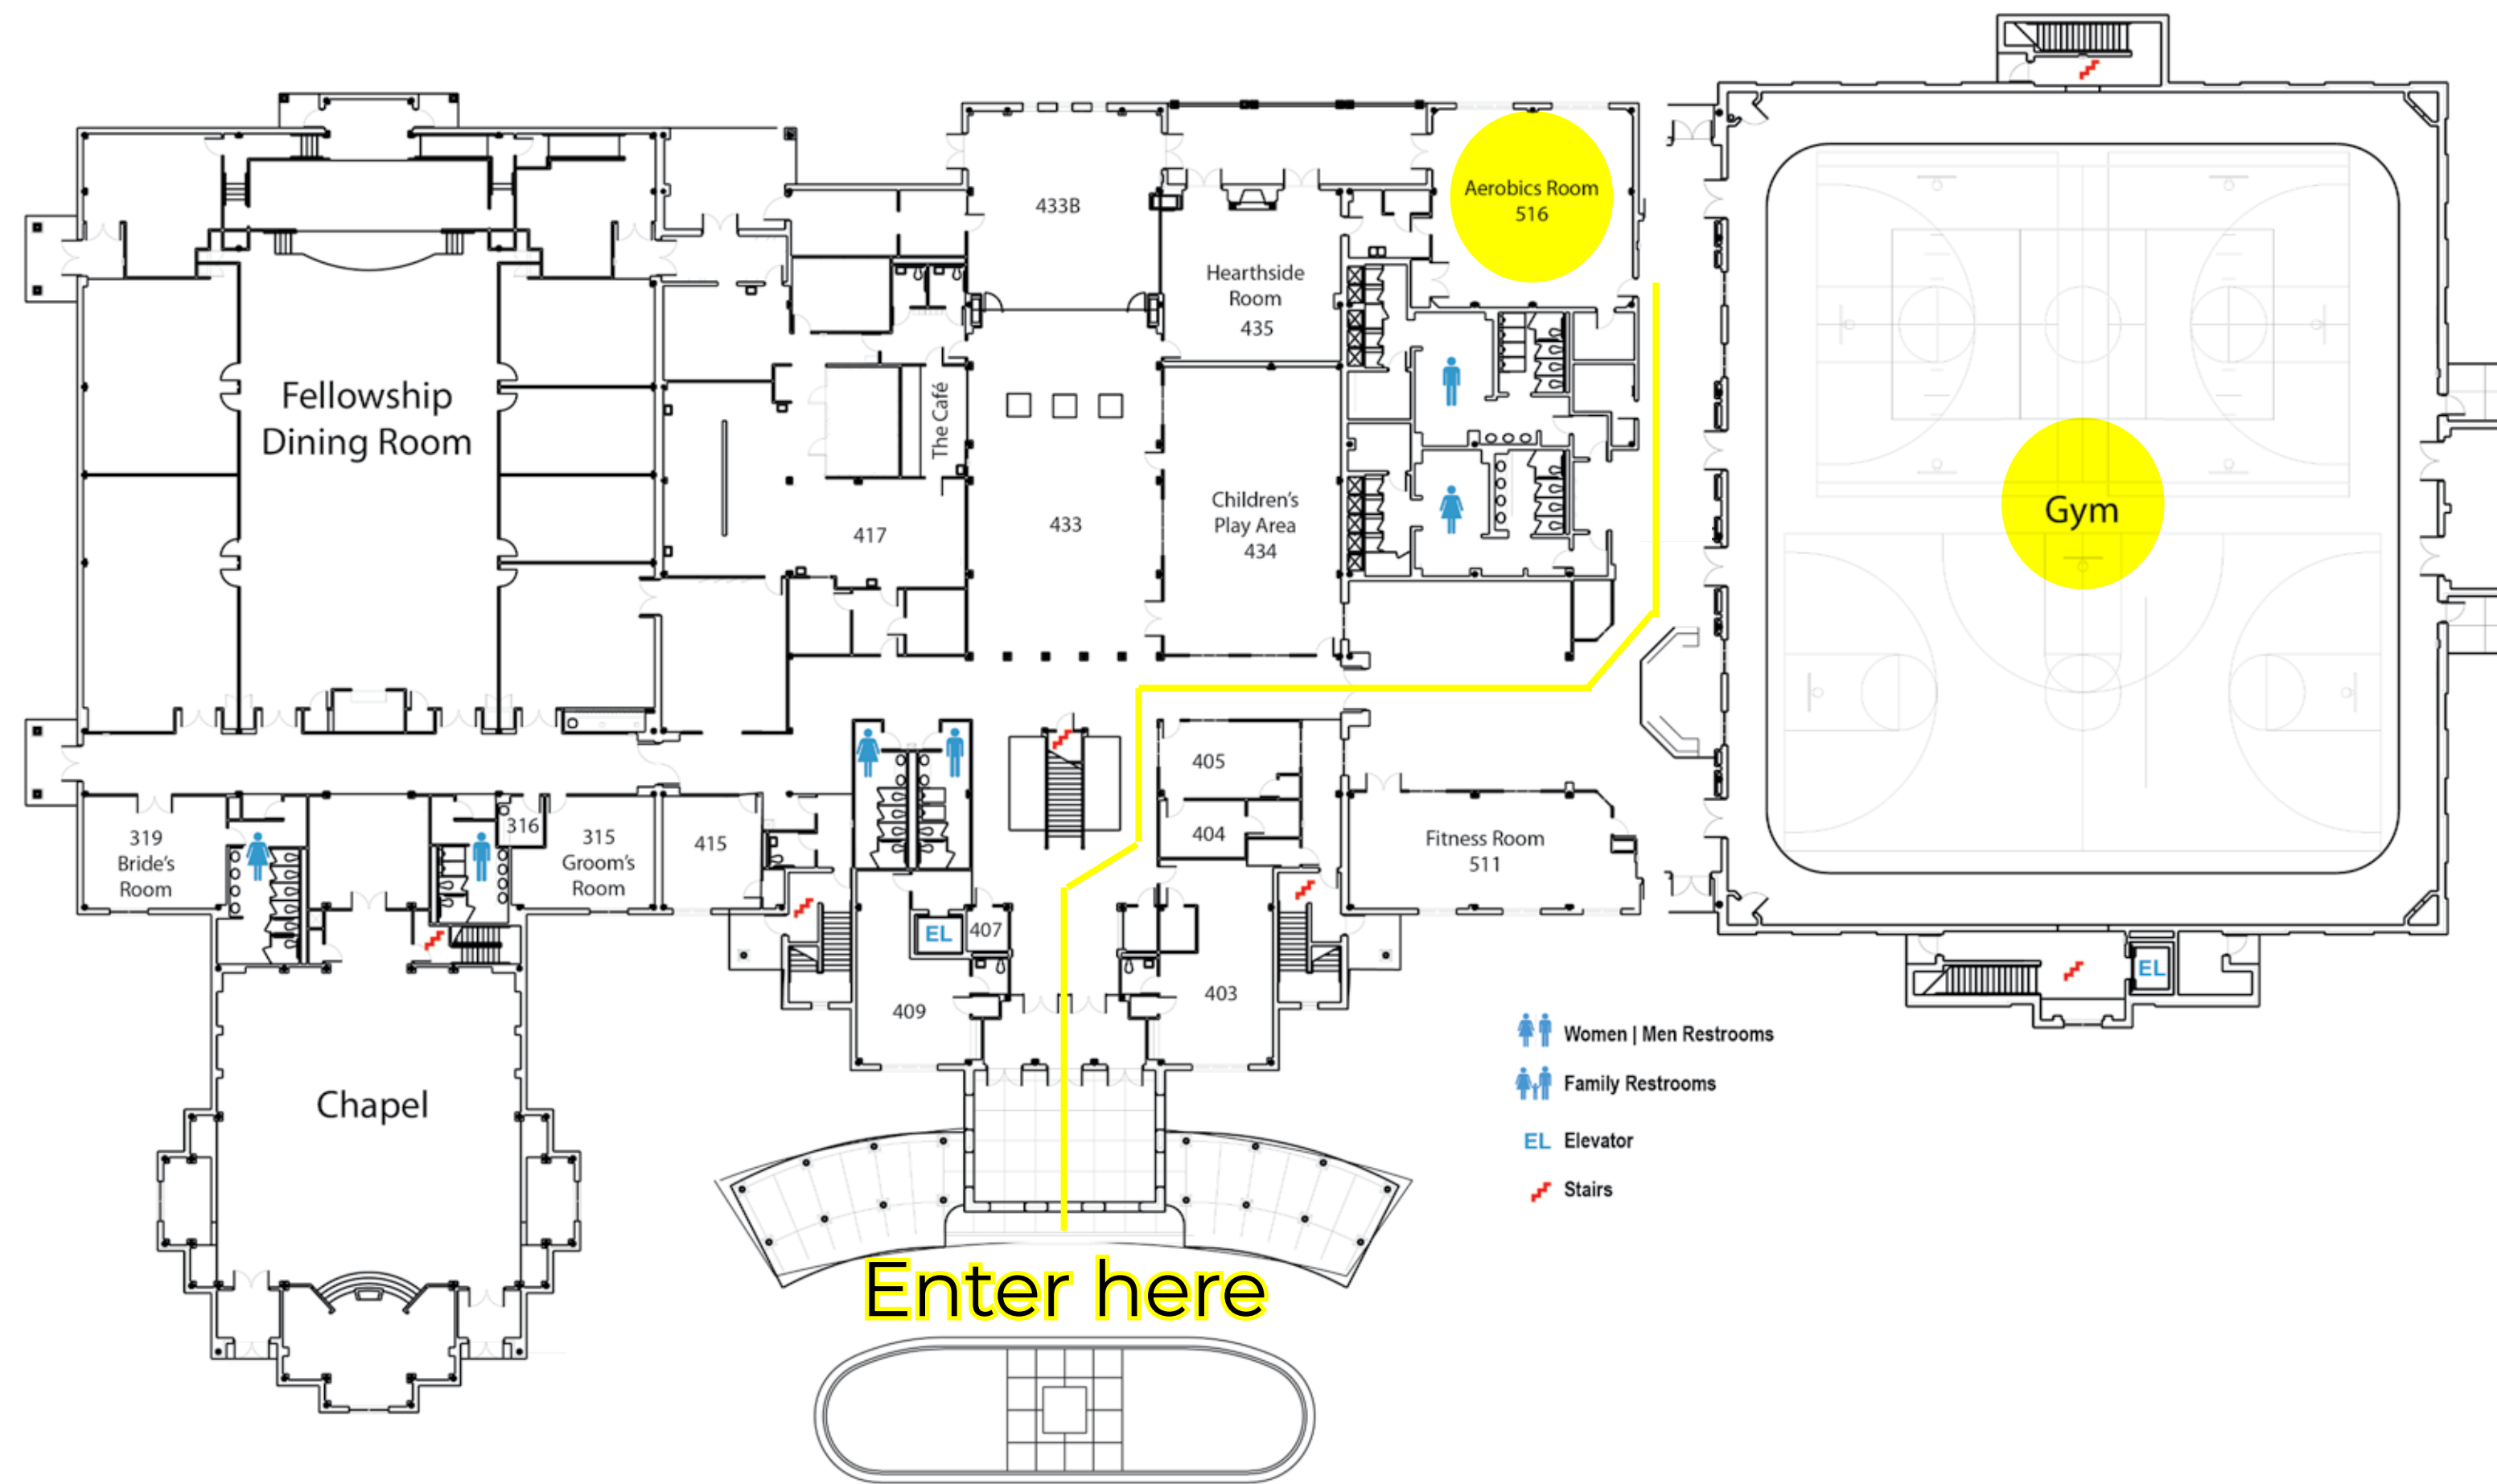 Aerobics Room
516
433B
Hearthside
Room
435
Fellowship
Dining Room
The Café
Gym
Children's
Play Area
434
417
433
405
404
316
319
Bride's
Room
315
Groom's
Room
415
Fitness Room
511
EL
407
EL
409
403
Women | Men Restrooms
Family Restrooms
EL Elevator
Stairs
Chapel
Enter here